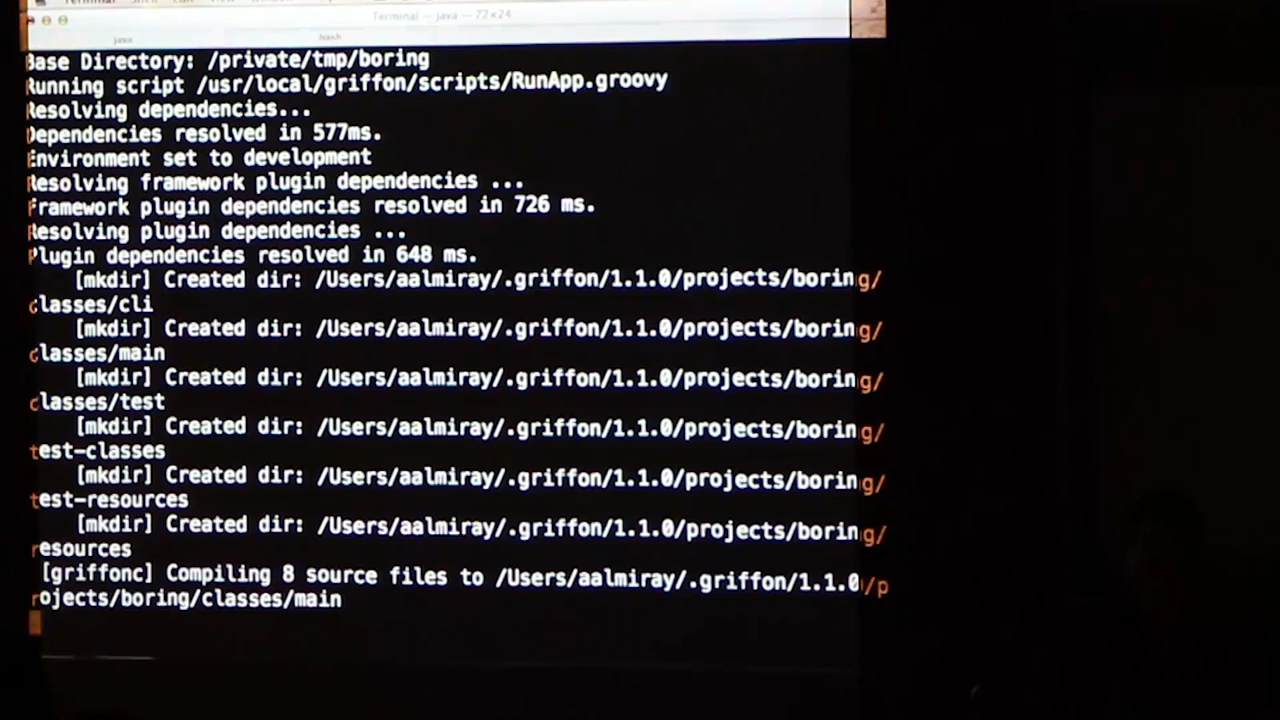 Terminal — java — 72×24
java bash
Base Directory: /private/tmp/boring
Running script /usr/local/griffon/scripts/RunApp.groovy
Resolving dependencies...
Dependencies resolved in 577ms.
Environment set to development
Resolving framework plugin dependencies ...
Framework plugin dependencies resolved in 726 ms.
Resolving plugin dependencies ...
Plugin dependencies resolved in 648 ms.
[mkdir] Created dir: /Users/aalmiray/.griffon/1.1.0/projects/boring/
classes/cli
[mkdir] Created dir: /Users/aalmiray/.griffon/1.1.0/projects/boring/
classes/main
[mkdir] Created dir: /Users/aalmiray/.griffon/1.1.0/projects/boring/
classes/test
[mkdir] Created dir: /Users/aalmiray/.griffon/1.1.0/projects/boring/
test-classes
[mkdir] Created dir: /Users/aalmiray/.griffon/1.1.0/projects/boring/
test-resources
[mkdir] Created dir: /Users/aalmiray/.griffon/1.1.0/projects/boring/
resources
[griffonc] Compiling 8 source files to /Users/aalmiray/.griffon/1.1.0/p
rojects/boring/classes/main